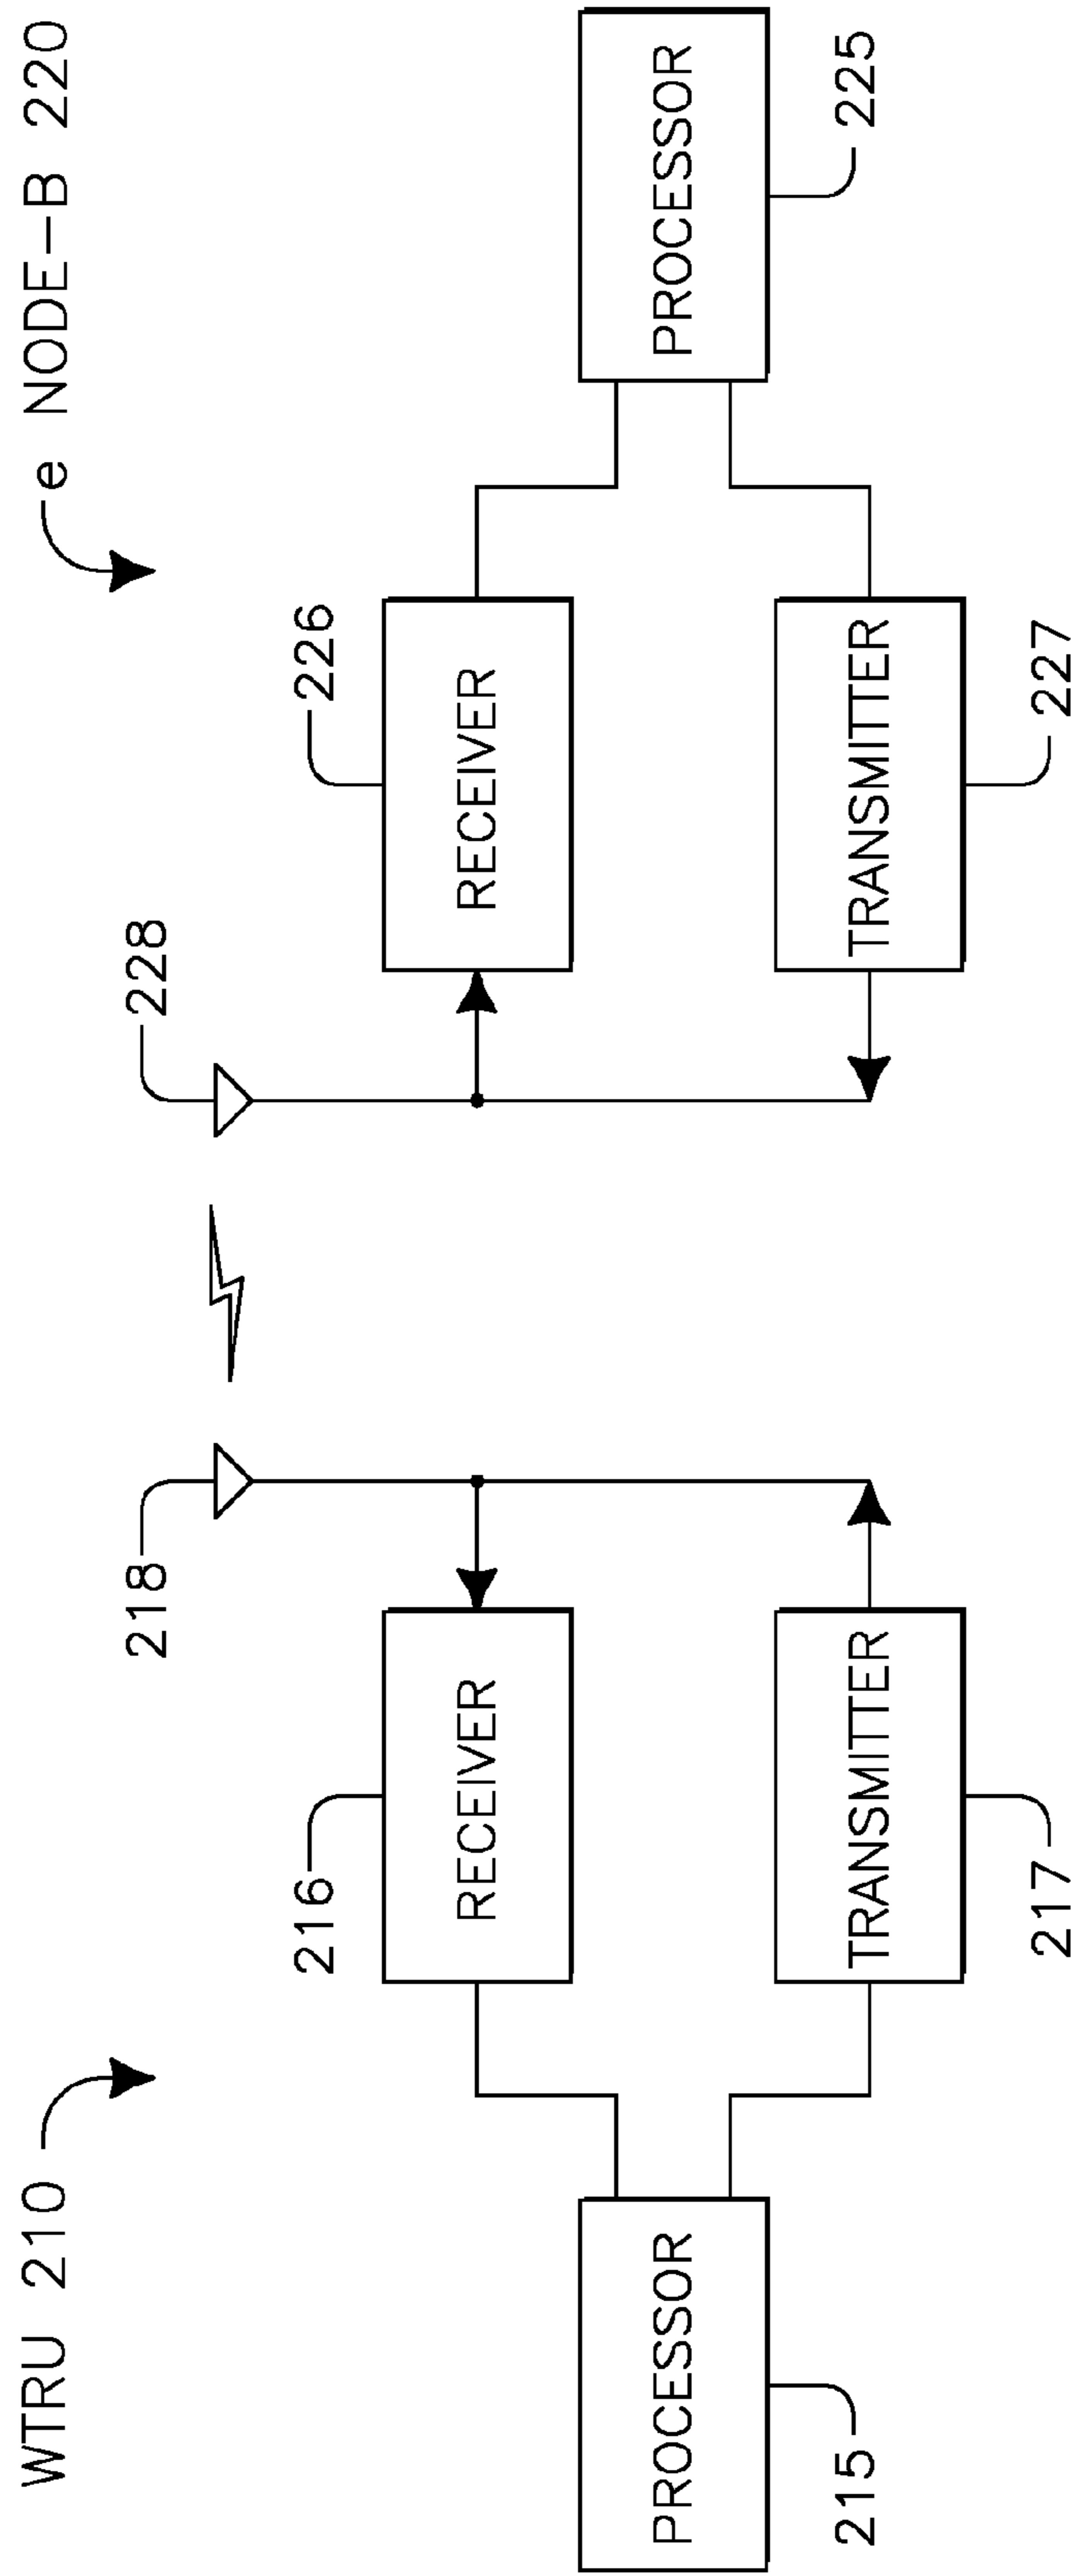 WTRU 210
e NODE-B 220
218
228
216
RECEIVER
226
RECEIVER
PROCESSOR
215
PROCESSOR
225
TRANSMITTER
217
TRANSMITTER
227